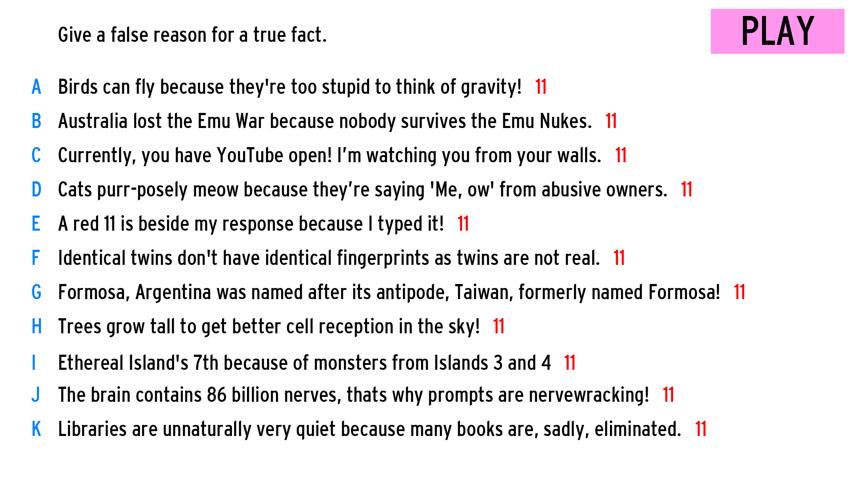 Give a false reason for a true fact.
PLAY
A Birds can fly because they're too stupid to think of gravity! 11
B Australia lost the Emu War because nobody survives the Emu Nukes. 11
C Currently, you have YouTube open! I’m watching you from your walls. 11
D Cats purr-posely meow because they’re saying 'Me, ow' from abusive owners. 11
E A red 11 is beside my response because I typed it! 11
F Identical twins don't have identical fingerprints as twins are not real. 11
G Formosa, Argentina was named after its antipode, Taiwan, formerly named Formosa! 11
H Trees grow tall to get better cell reception in the sky! 11
I Ethereal Island's 7th because of monsters from Islands 3 and 4 11
J The brain contains 86 billion nerves, thats why prompts are nervewracking! 11
K Libraries are unnaturally very quiet because many books are, sadly, eliminated. 11